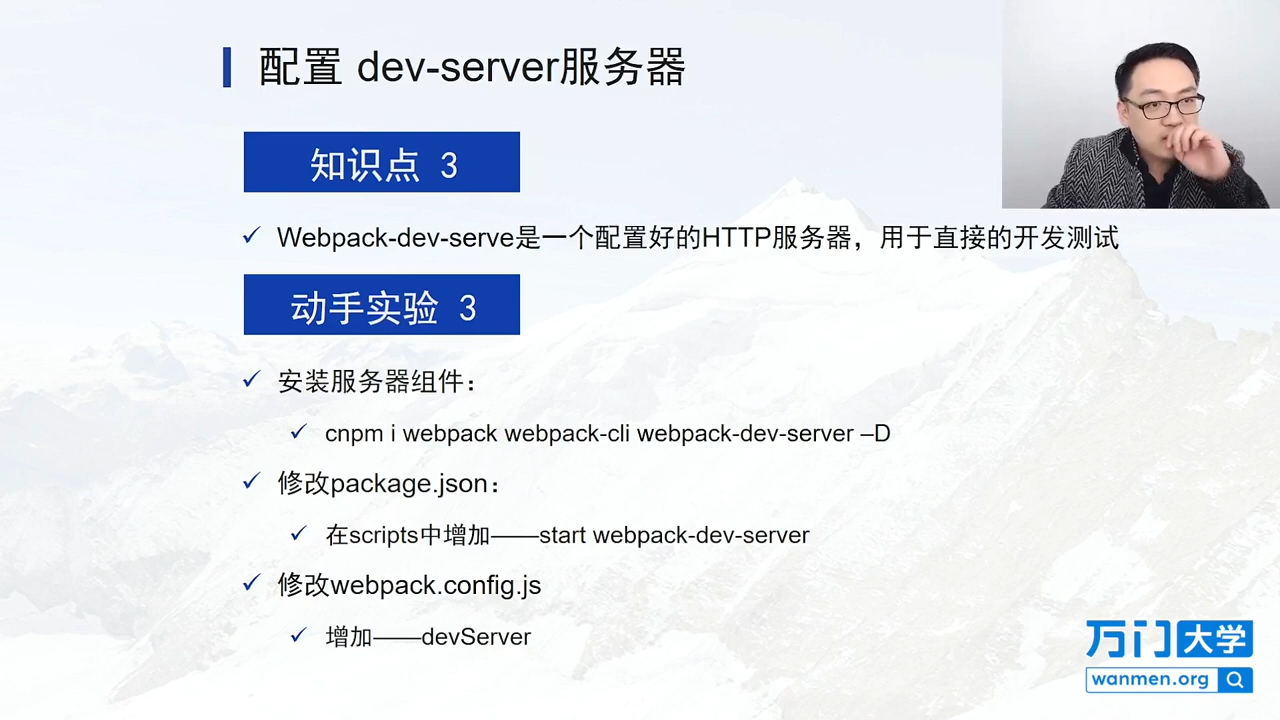 配置 dev-server服务器
知识点 3
Webpack-dev-serve是一个配置好的HTTP服务器，用于直接的开发测试
动手实验 3
安装服务器组件：
cnpm i webpack webpack-cli webpack-dev-server –D
修改package.json：
在scripts中增加——start webpack-dev-server
修改webpack.config.js
增加——devServer
万门大学
wanmen.org